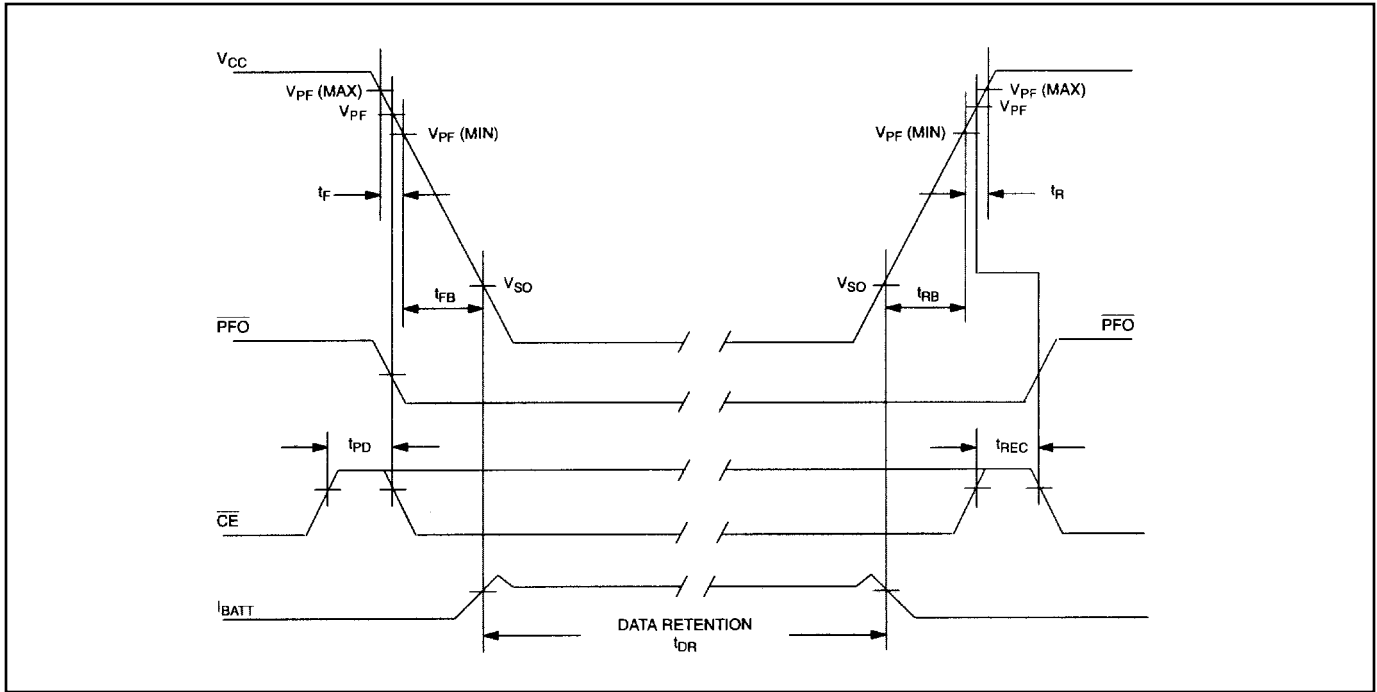 VCC
VPF (MAX)
VPF
VPF (MIN)
tF
tFB
VSO
PFO
tPD
CE
IBATT
DATA RETENTION
tDR
VPF (MAX)
VPF
VPF (MIN)
tR
VSO
tRB
PFO
tREC